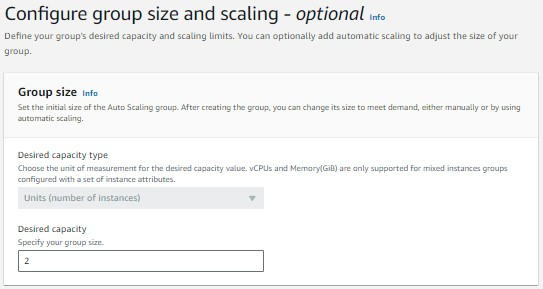 Configure group size and scaling - optional Info
Define your group's desired capacity and scaling limits. You can optionally add automatic scaling to adjust the size of your
group.
Group size Info
Set the initial size of the Auto Scaling group. After creating the group, you can change its size to meet demand, either manually or by using
automatic scaling.
Desired capacity type
Choose the unit of measurement for the desired capacity value. vCPUs and Memory(GiB) are only supported for mixed instances groups
configured with a set of instance attributes.
Units (number of instances)
Desired capacity
Specify your group size.
2